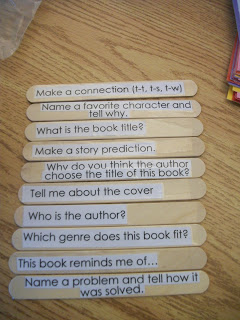 Make a connection (t-t, t-s, t-w)
Name a favorite character and
tell why.
What is the book title?
Make a story prediction.
Why do you think the author
choose the title of this book?
Tell me about the cover
Who is the author?
Which genre does this book fit?
This book reminds me of...
Name a problem and tell how it
was solved.